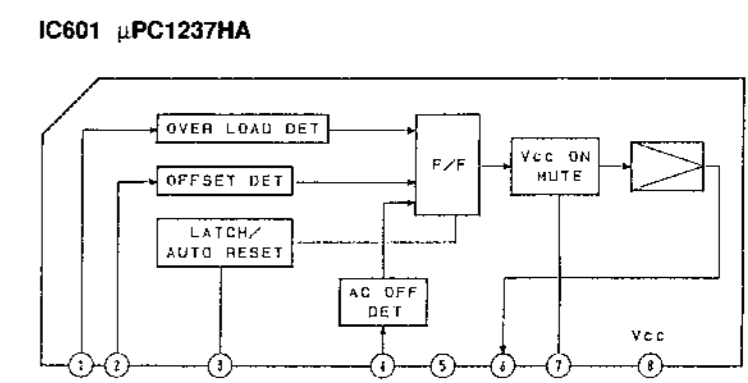 IC601 μPC1237HA
OVER LOAD DET
F/F
Vcc ON
MUTE
OFFSET DET
LATCH/
AUTO RESET
AC OFF
DET
Vcc
1 2 3 4 5 6 7 8